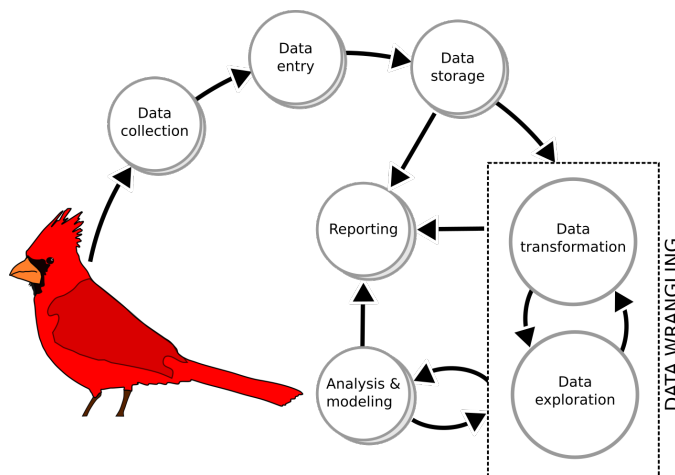 Data
entry
Data
storage
Data
collection
Reporting
Data
transformation
DATA WRANGLING
Analysis &
modeling
Data
exploration